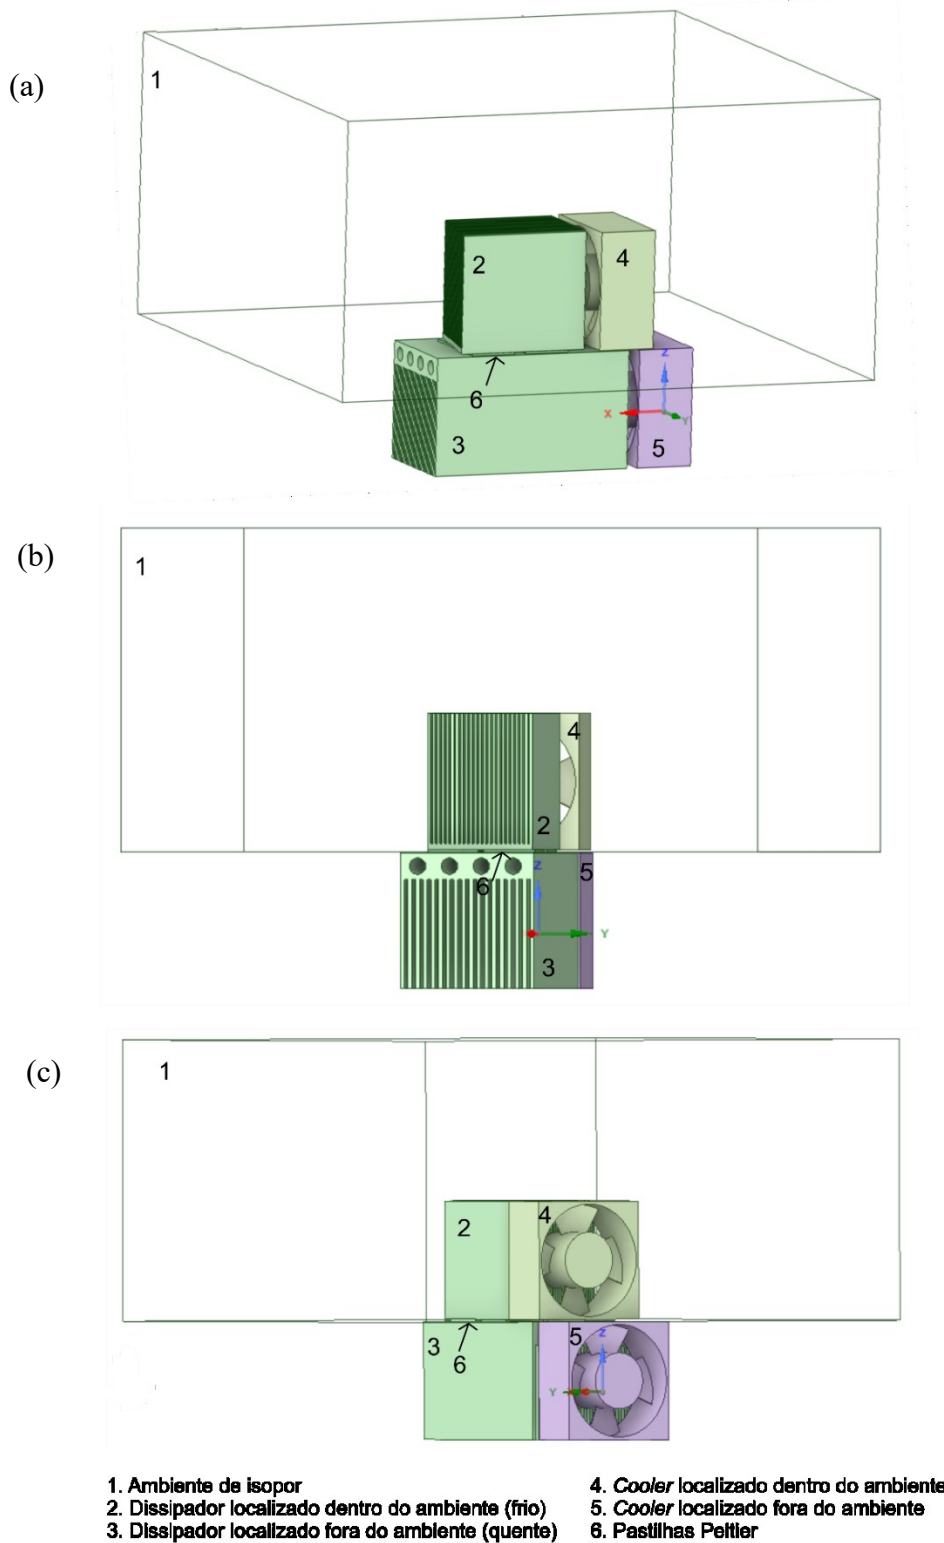 (a)
1
2
4
6
3
5
X
Y
Z
(b)
1
4
2
6
5
Z
Y
3
(c)
1
2
4
3
6
5
Z
Y
1. Ambiente de isopor
2. Dissipador localizado dentro do ambiente (frio)
3. Dissipador localizado fora do ambiente (quente)
4. Cooler localizado dentro do ambiente
5. Cooler localizado fora do ambiente
6. Pastilhas Peltier